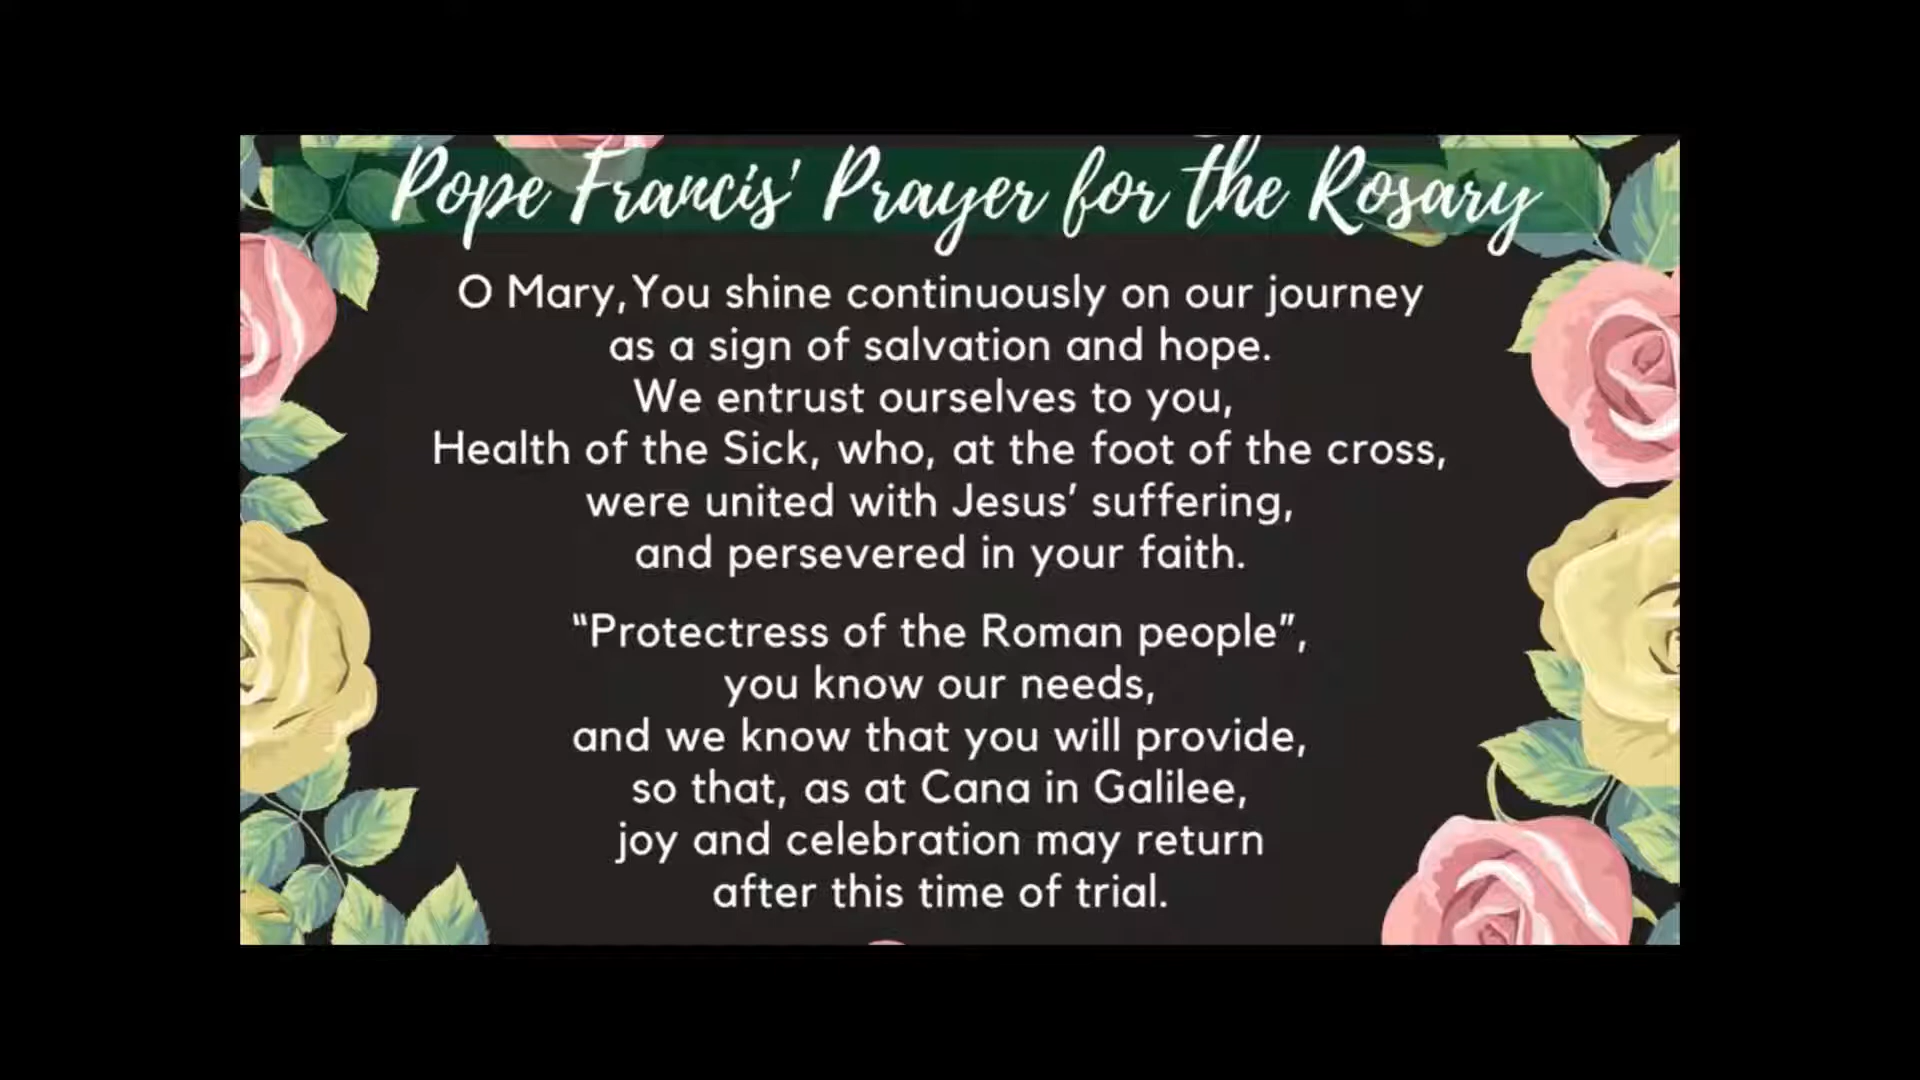 Pope Francis' Prayer for the Rosary
O Mary,You shine continuously on our journey
as a sign of salvation and hope.
We entrust ourselves to you,
Health of the Sick, who, at the foot of the cross,
were united with Jesus’ suffering,
and persevered in your faith.
“Protectress of the Roman people”,
you know our needs,
and we know that you will provide,
so that, as at Cana in Galilee,
joy and celebration may return
after this time of trial.